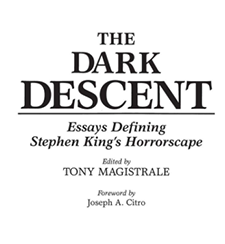 THE
DARK
DESCENT
Essays Defining
Stephen King's Horrorscape
Edited by
TONY MAGISTRALE
Foreword by
Joseph A. Citro